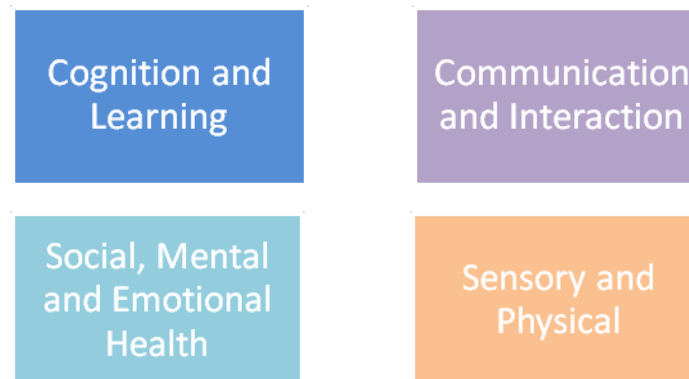 Cognition and
Learning
Communication
and Interaction
Social, Mental
and Emotional
Health
Sensory and
Physical